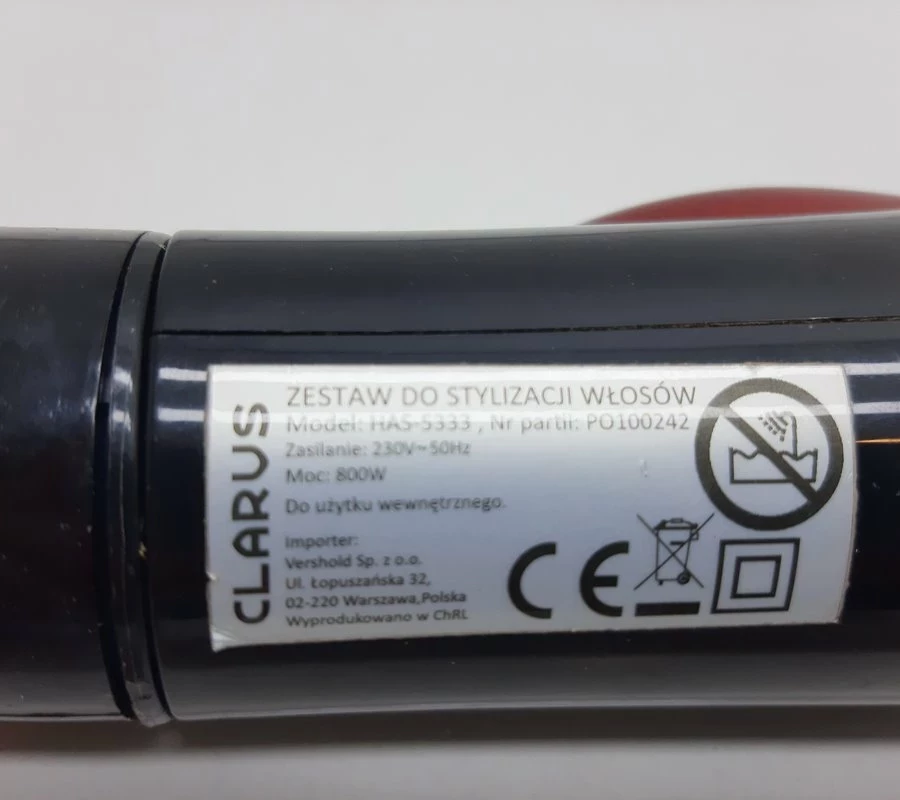 CLARUS
ZESTAW DO STYLIZACJI WŁOSÓW
Model: HAS-5333 , Nr partii: PO100242
Zasilanie: 230V~50Hz
Moc: 800W
Do użytku wewnętrznego.
Importer:
Vershold Sp. z o.o.
Ul. Łopuszańska 32,
02-220 Warszawa,Polska
Wyprodukowano w ChRL
CE